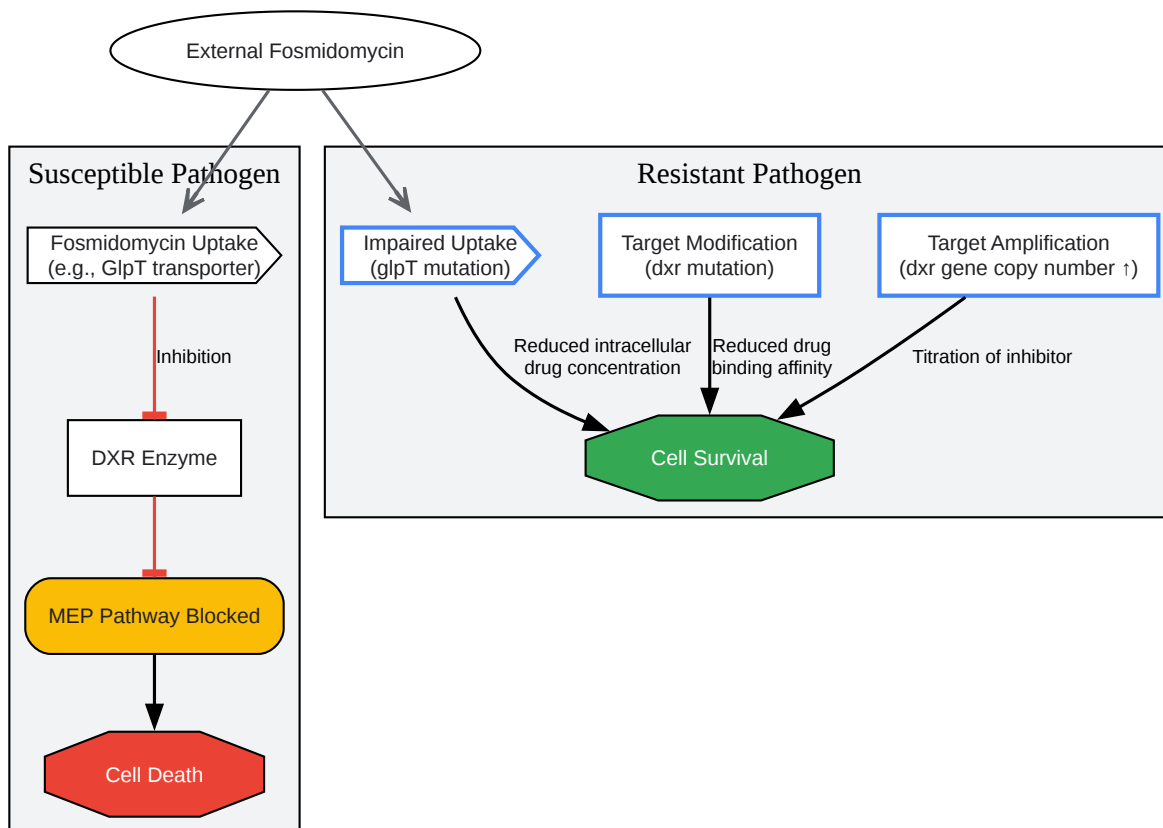 External Fosmidomycin
Susceptible Pathogen
Fosmidomycin Uptake
(e.g., GlpT transporter)
Inhibition
DXR Enzyme
MEP Pathway Blocked
Cell Death
Resistant Pathogen
Impaired Uptake
(glpT mutation)
Target Modification
(dxr mutation)
Target Amplification
(dxr gene copy number ↑)
Reduced intracellular
drug concentration
Reduced drug
binding affinity
Titration of inhibitor
Cell Survival